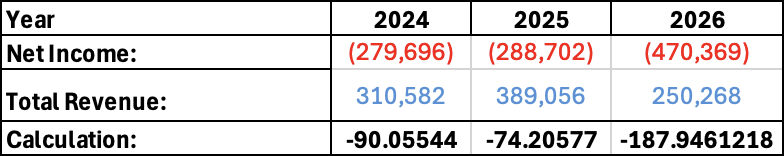 Year 2024 2025 2026
Net Income: (279,696) (288,702) (470,369)
Total Revenue: 310,582 389,056 250,268
Calculation: -90.05544 -74.20577 -187.9461218